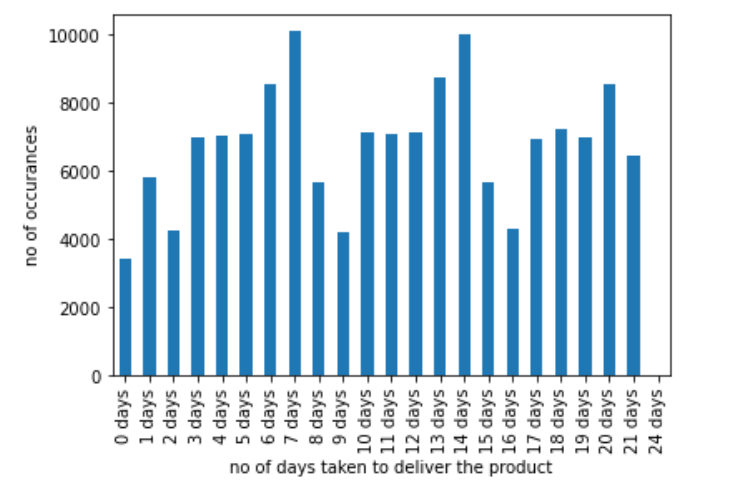 10000
8000
6000
4000
2000
0
no of occurances
0 days
1 days
2 days
3 days
4 days
5 days
6 days
7 days
8 days
9 days
10 days
11 days
12 days
13 days
14 days
15 days
16 days
17 days
18 days
19 days
20 days
21 days
24 days
no of days taken to deliver the product